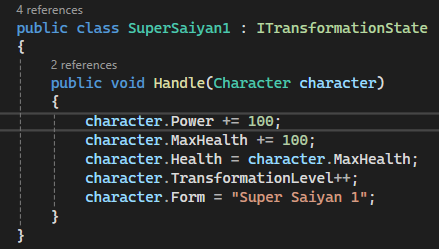 4 references
public class SuperSaiyan1 : ITransformationState
{
2 references
public void Handle(Character character)
{
character.Power += 100;
character.MaxHealth += 100;
character.Health = character.MaxHealth;
character.TransformationLevel++;
character.Form = "Super Saiyan 1";
}
}